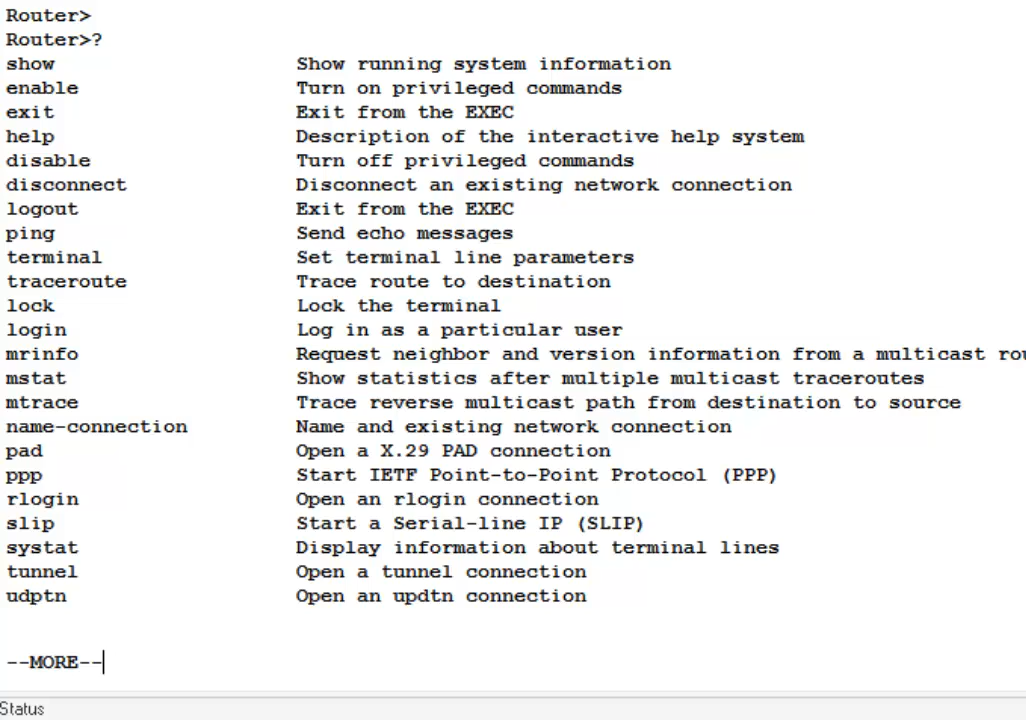 Router>
Router>?
show Show running system information
enable Turn on privileged commands
exit Exit from the EXEC
help Description of the interactive help system
disable Turn off privileged commands
disconnect Disconnect an existing network connection
logout Exit from the EXEC
ping Send echo messages
terminal Set terminal line parameters
traceroute Trace route to destination
lock Lock the terminal
login Log in as a particular user
mrinfo Request neighbor and version information from a multicast rou
mstat Show statistics after multiple multicast traceroutes
mtrace Trace reverse multicast path from destination to source
name-connection Name and existing network connection
pad Open a X.29 PAD connection
ppp Start IETF Point-to-Point Protocol (PPP)
rlogin Open an rlogin connection
slip Start a Serial-line IP (SLIP)
systat Display information about terminal lines
tunnel Open a tunnel connection
udptn Open an updtn connection
--MORE--
Status